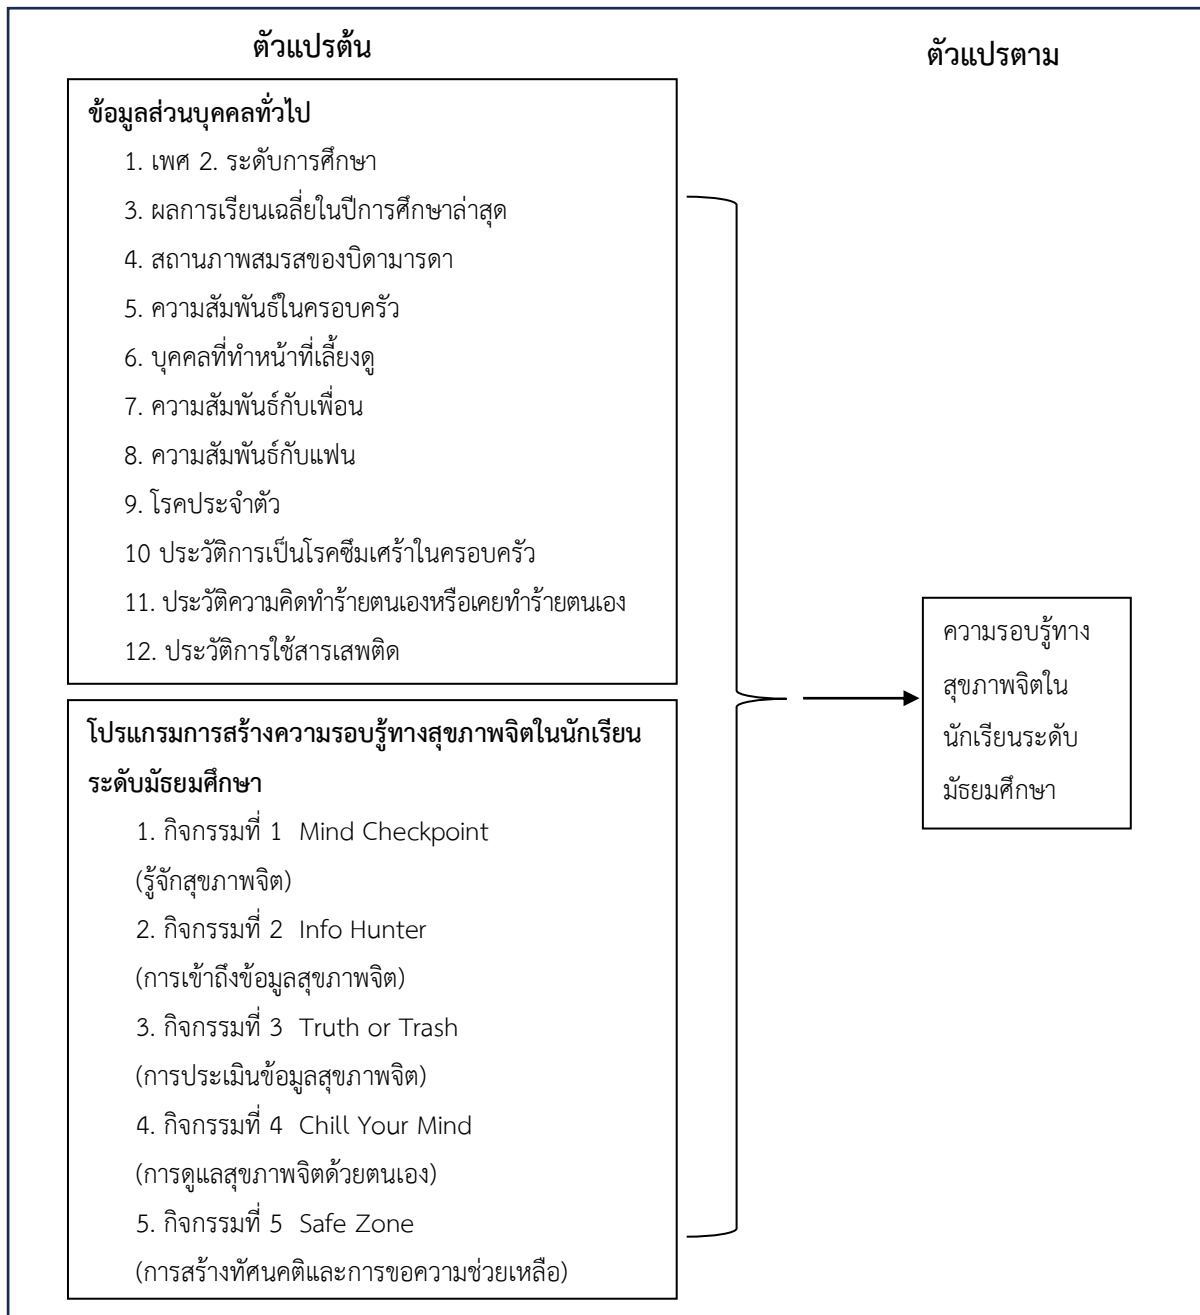 ตัวแปรต้น
ตัวแปรตาม
ข้อมูลส่วนบุคคลทั่วไป
1. เพศ 2. ระดับการศึกษา
3. ผลการเรียนเฉลี่ยในปีการศึกษาล่าสุด
4. สถานภาพสมรสของบิดามารดา
5. ความสัมพันธ์ในครอบครัว
6. บุคคลที่ทำหน้าที่เลี้ยงดู
7. ความสัมพันธ์กับเพื่อน
8. ความสัมพันธ์กับแฟน
9. โรคประจำตัว
10 ประวัติการเป็นโรคซึมเศร้าในครอบครัว
11. ประวัติความคิดทำร้ายตนเองหรือเคยทำร้ายตนเอง
12. ประวัติการใช้สารเสพติด
โปรแกรมการสร้างความรอบรู้ทางสุขภาพจิตในนักเรียน
ระดับมัธยมศึกษา
1. กิจกรรมที่ 1 Mind Checkpoint
(รู้จักสุขภาพจิต)
2. กิจกรรมที่ 2 Info Hunter
(การเข้าถึงข้อมูลสุขภาพจิต)
3. กิจกรรมที่ 3 Truth or Trash
(การประเมินข้อมูลสุขภาพจิต)
4. กิจกรรมที่ 4 Chill Your Mind
(การดูแลสุขภาพจิตด้วยตนเอง)
5. กิจกรรมที่ 5 Safe Zone
(การสร้างทัศนคติและการขอความช่วยเหลือ)
ความรอบรู้ทาง
สุขภาพจิตใน
นักเรียนระดับ
มัธยมศึกษา